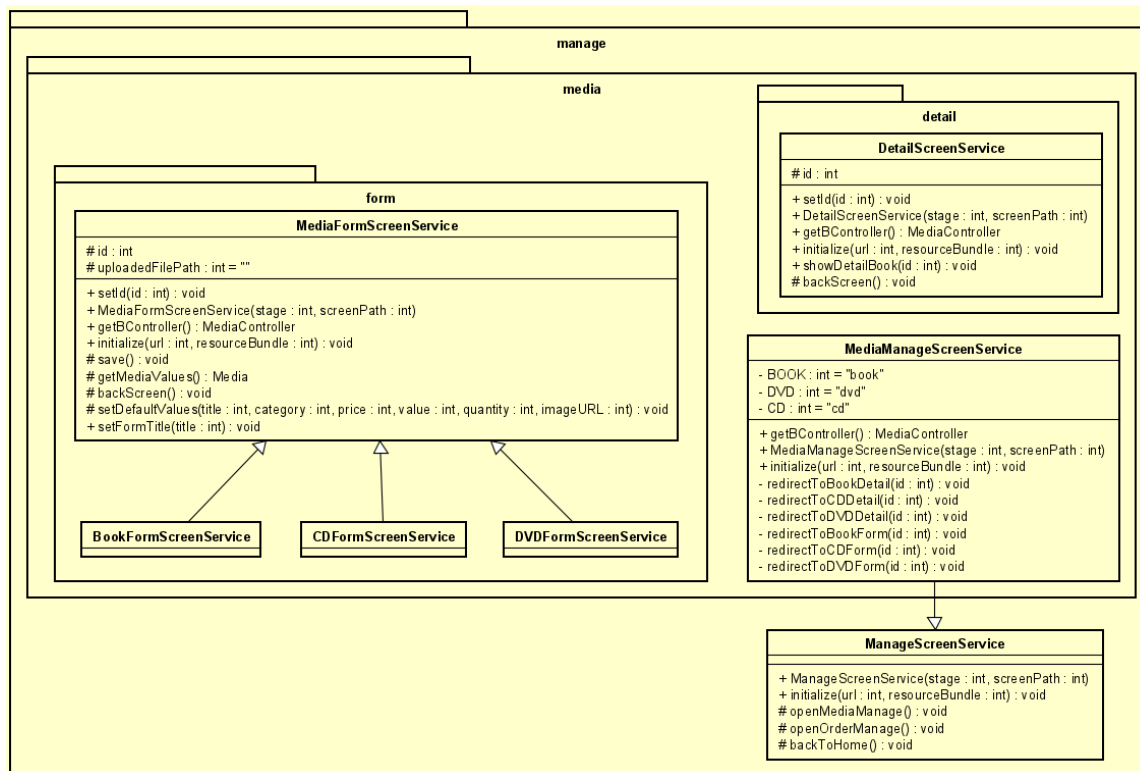 manage
media
detail
DetailScreenService
# id : int
+ setId(id : int) : void
+ DetailScreenService(stage : int, screenPath : int)
+ getBController() : MediaController
+ initialize(url : int, resourceBundle : int) : void
+ showDetailBook(id : int) : void
# backScreen() : void
form
MediaFormScreenService
# id : int
# uploadedFilePath : int = ""
+ setId(id : int) : void
+ MediaFormScreenService(stage : int, screenPath : int)
+ getBController() : MediaController
+ initialize(url : int, resourceBundle : int) : void
# save() : void
# getMediaValues() : Media
# backScreen() : void
# setDefaultValues(title : int, category : int, price : int, value : int, quantity : int, imageURL : int) : void
+ setFormTitle(title : int) : void
BookFormScreenService
CDFormScreenService
DVDFormScreenService
MediaManageScreenService
- BOOK : int = "book"
- DVD : int = "dvd"
- CD : int = "cd"
+ getBController() : MediaController
+ MediaManageScreenService(stage : int, screenPath : int)
+ initialize(url : int, resourceBundle : int) : void
- redirectToBookDetail(id : int) : void
- redirectToCDDetail(id : int) : void
- redirectToDVDDetail(id : int) : void
- redirectToBookForm(id : int) : void
- redirectToCDForm(id : int) : void
- redirectToDVDForm(id : int) : void
ManageScreenService
+ ManageScreenService(stage : int, screenPath : int)
+ initialize(url : int, resourceBundle : int) : void
# openMediaManage() : void
# openOrderManage() : void
# backToHome() : void